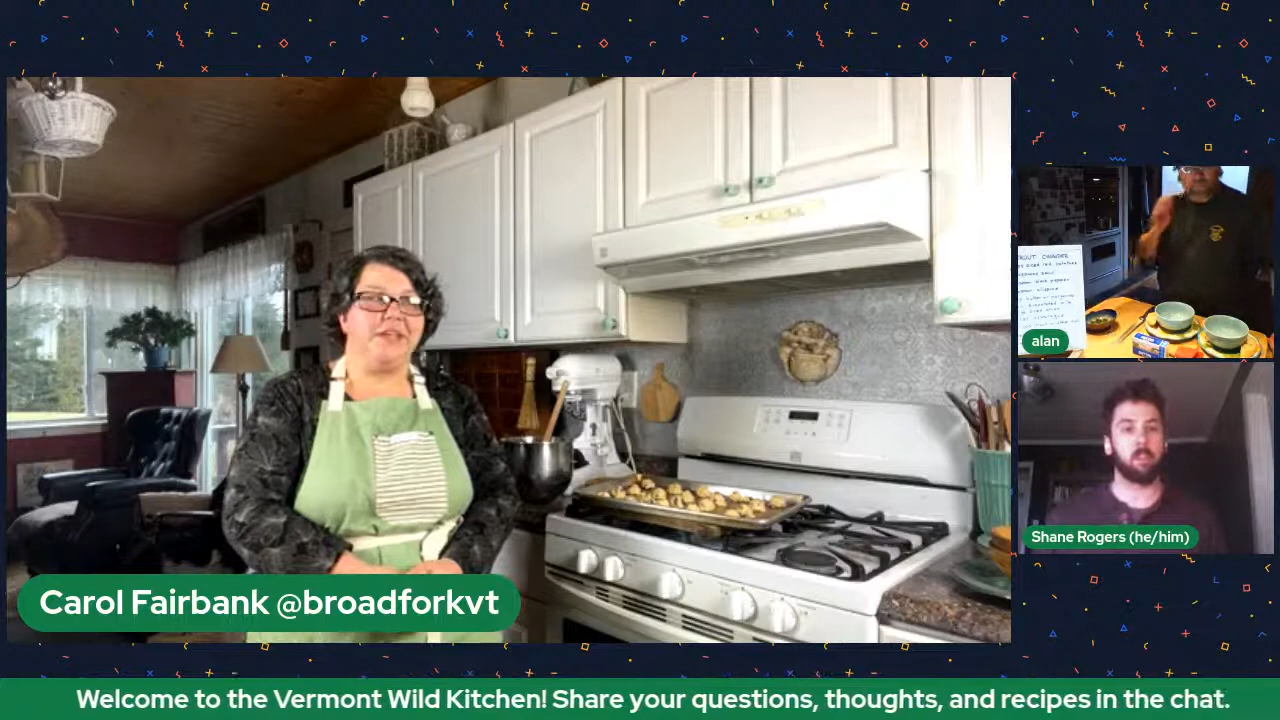 alan
Shane Rogers (he/him)
Carol Fairbank @broadforkvt
Welcome to the Vermont Wild Kitchen! Share your questions, thoughts, and recipes in the chat.